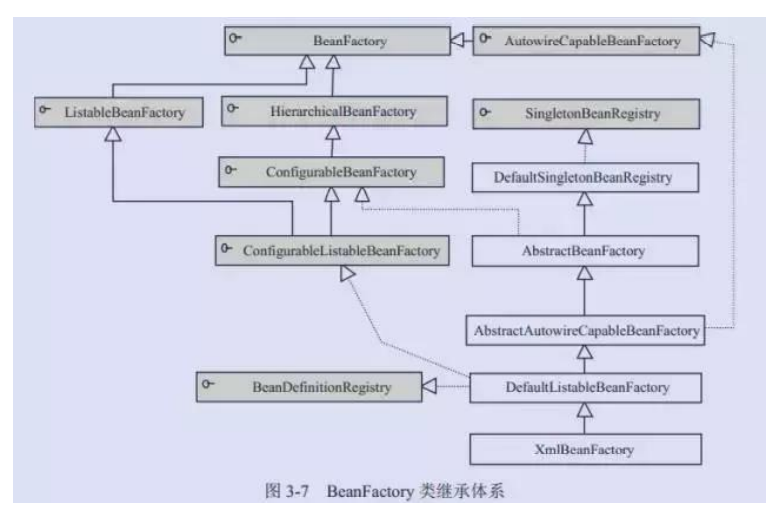 BeanFactory
AutowireCapableBeanFactory
ListableBeanFactory
HierarchicalBeanFactory
SingletonBeanRegistry
ConfigurableBeanFactory
DefaultSingletonBeanRegistry
ConfigurableListableBeanFactory
AbstractBeanFactory
AbstractAutowireCapableBeanFactory
BeanDefinitionRegistry
DefaultListableBeanFactory
XmlBeanFactory
图 3-7 BeanFactory 类继承体系